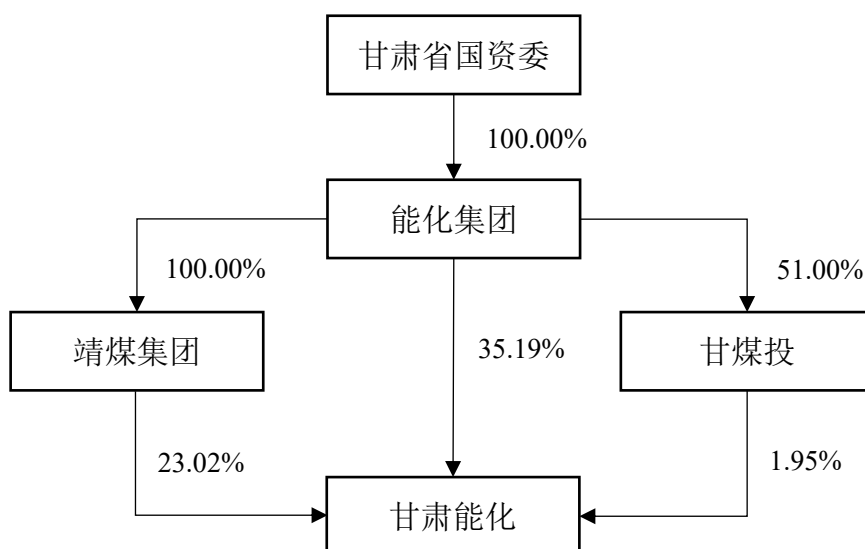 甘肃省国资委
100.00%
能化集团
100.00%
51.00%
靖煤集团
35.19%
甘煤投
23.02%
1.95%
甘肃能化